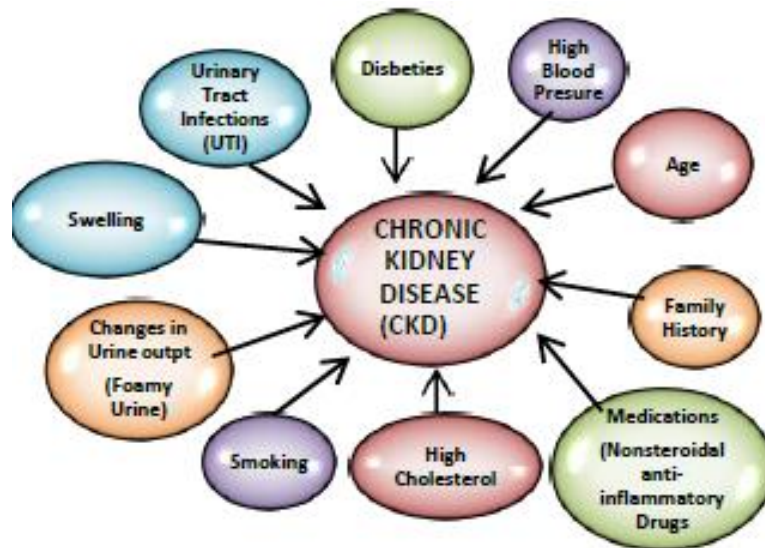 Urinary
Tract
Infections
(UTI)
Disbeties
High
Blood
Presure
Age
Swelling
CHRONIC
KIDNEY
DISEASE
(CKD)
Family
History
Changes in
Urine outpt
(Foamy
Urine)
Smoking
High
Cholesterol
Medications
(Nonsteroidal
anti-
inflammatory
Drugs